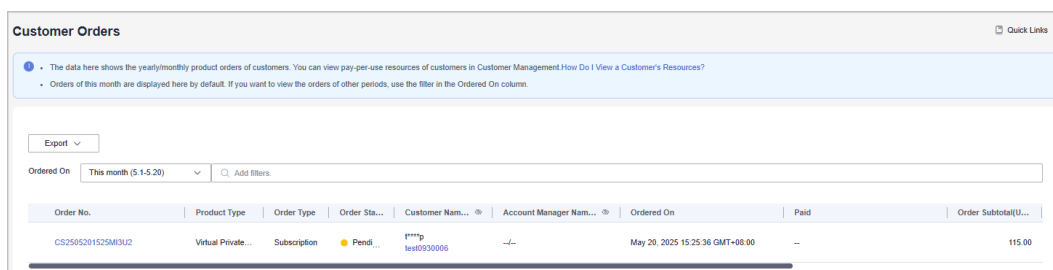 Customer Orders
Quick Links
• The data here shows the yearly/monthly product orders of customers. You can view pay-per-use resources of customers in Customer Management.How Do I View a Customer's Resources?
• Orders of this month are displayed here by default. If you want to view the orders of other periods, use the filter in the Ordered On column.
Export
Ordered On This month (5.1-5.20) Add filters.
Order No. Product Type Order Type Order Sta... Customer Nam... Account Manager Nam... Ordered On Paid Order Subtotal(U...
CS2505201525MI3U2 Virtual Private... Subscription Pendi... t****p --/-- May 20, 2025 15:25:36 GMT+08:00 -- 115.00
test0930006